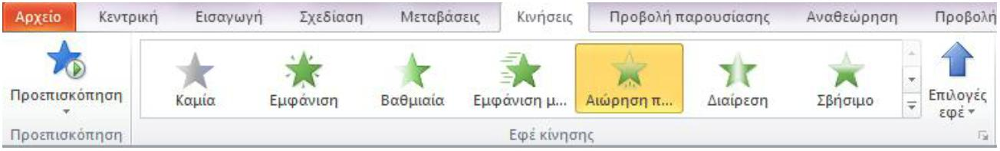 Αρχείο Κεντρική Εισαγωγή Σχεδίαση Μεταβάσεις Κινήσεις Προβολή παρουσίασης Αναθεώρηση Προβολή
Προεπισκόπηση
Καμία Εμφάνιση Βαθμιαία Εμφάνιση μ... Αιώρηση π... Διαίρεση Σβήσιμο
Επιλογές
εφέ
Προεπισκόπηση Εφέ κίνησης